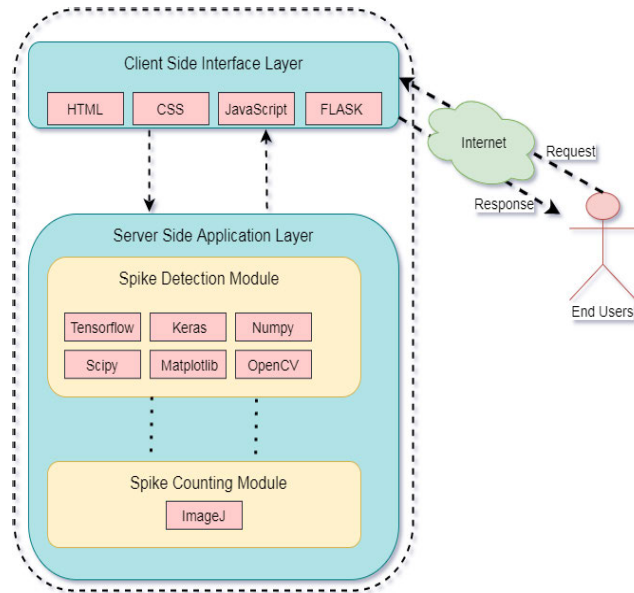 Client Side Interface Layer
HTML CSS JavaScript FLASK
Internet
Request
Response
End Users
Server Side Application Layer
Spike Detection Module
Tensorflow Keras Numpy
Scipy Matplotlib OpenCV
Spike Counting Module
ImageJ